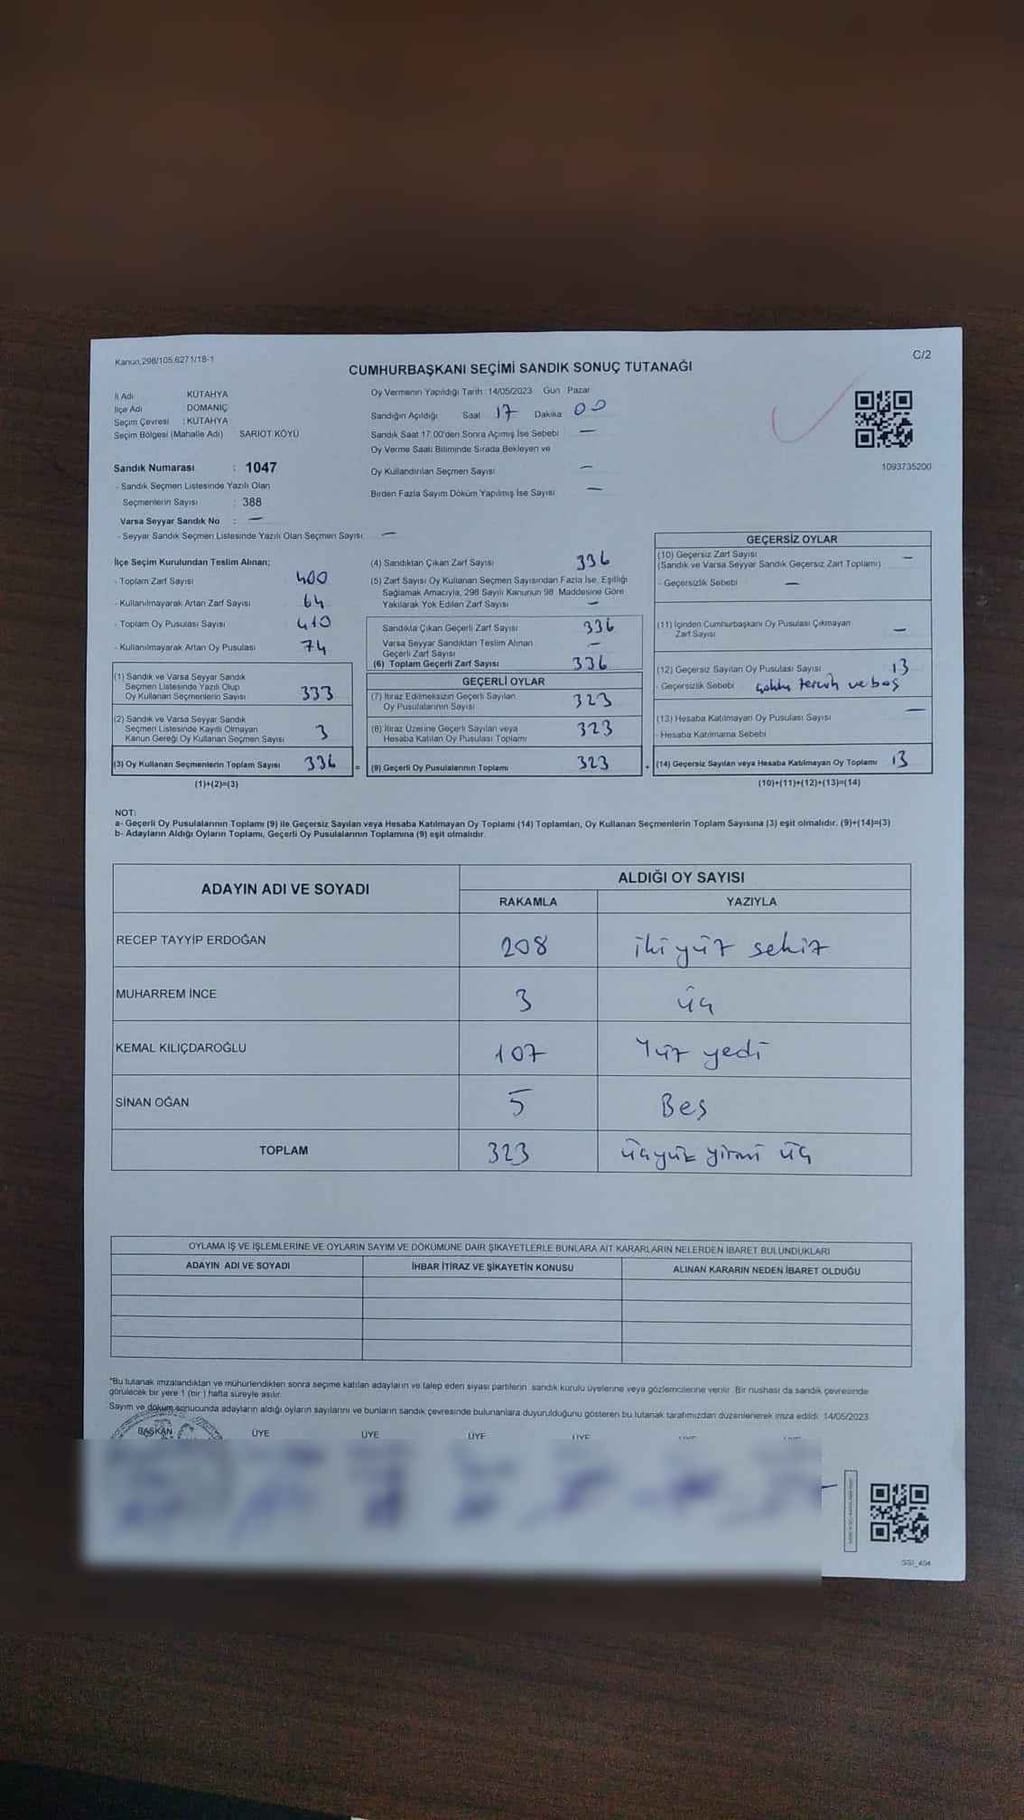 Kanun,298/105,6271/18-1
C/2
CUMHURBAŞKANI SEÇİMİ SANDIK SONUÇ TUTANAĞI
İl Adı KÜTAHYA
İlçe Adı DOMANİÇ
Seçim Çevresi : KÜTAHYA
Seçim Bölgesi (Mahalle Adı) SARIOT KÖYÜ
Sandık Numarası : 1047
- Sandık Seçmen Listesinde Yazılı Olan
Seçmenlerin Sayısı : 388
Varsa Seyyar Sandık No : —
- Seyyar Sandık Seçmen Listesinde Yazılı Olan Seçmen Sayısı —
Oy Vermenin Yapıldığı Tarih :14/05/2023 Gün : Pazar
Sandığın Açıldığı Saat 17 Dakika 00
Sandık Saat 17:00'den Sonra Açımış İse Sebebi —
Oy Verme Saati Bitiminde Sırada Bekleyen ve
Oy Kullandırılan Seçmen Sayısı —
Birden Fazla Sayım Döküm Yapılmış İse Sayısı —
1093735200
İlçe Seçim Kurulundan Teslim Alınan;
- Toplam Zarf Sayısı 400
- Kullanılmayarak Artan Zarf Sayısı 64
- Toplam Oy Pusulası Sayısı 410
- Kullanılmayarak Artan Oy Pusulası 74
(1) Sandık ve Varsa Seyyar Sandık
Seçmen Listesinde Yazılı Olup
Oy Kullanan Seçmenlerin Sayısı 333
(2) Sandık ve Varsa Seyyar Sandık
Seçmen Listesinde Kayıtlı Olmayan
Kanun Gereği Oy Kullanan Seçmen Sayısı 3
(3) Oy Kullanan Seçmenlerin Toplam Sayısı 336
(1)+(2)=(3)
(4) Sandıktan Çıkan Zarf Sayısı 336
(5) Zarf Sayısı Oy Kullanan Seçmen Sayısından Fazla İse, Eşitliği
Sağlamak Amacıyla, 298 Sayılı Kanunun 98. Maddesine Göre
Yakılarak Yok Edilen Zarf Sayısı —
Sandıkta Çıkan Geçerli Zarf Sayısı 336
Varsa Seyyar Sandıktan Teslim Alınan
Geçerli Zarf Sayısı —
(6) Toplam Geçerli Zarf Sayısı 336
GEÇERLİ OYLAR
(7) İtiraz Edilmeksizin Geçerli Sayılan
Oy Pusulalarının Sayısı 323
(8) İtiraz Üzerine Geçerli Sayılan veya
Hesaba Katılan Oy Pusulası Toplamı 323
= (9) Geçerli Oy Pusulalarının Toplamı 323
GEÇERSİZ OYLAR
(10) Geçersiz Zarf Sayısı
(Sandık ve Varsa Seyyar Sandık Geçersiz Zarf Toplamı) —
- Geçersizlik Sebebi —
(11) İçinden Cumhurbaşkanı Oy Pusulası Çıkmayan
Zarf Sayısı —
(12) Geçersiz Sayılan Oy Pusulası Sayısı 13
- Geçersizlik Sebebi tercih ve boş
(13) Hesaba Katılmayan Oy Pusulası Sayısı —
- Hesaba Katılmama Sebebi
+ (14) Geçersiz Sayılan veya Hesaba Katılmayan Oy Toplamı 13
(10)+(11)+(12)+(13)=(14)
NOT:
a- Geçerli Oy Pusulalarının Toplamı (9) ile Geçersiz Sayılan veya Hesaba Katılmayan Oy Toplamı (14) Toplamları, Oy Kullanan Seçmenlerin Toplam Sayısına (3) eşit olmalıdır. (9)+(14)=(3)
b- Adayların Aldığı Oyların Toplamı, Geçerli Oy Pusulalarının Toplamına (9) eşit olmalıdır.
ADAYIN ADI VE SOYADI
ALDIĞI OY SAYISI
RAKAMLA YAZIYLA
RECEP TAYYİP ERDOĞAN 208 iki yüz sekiz
MUHARREM İNCE 3 üç
KEMAL KILIÇDAROĞLU 107 Yüz yedi
SİNAN OĞAN 5 Beş
TOPLAM 323 üçyüz yirmi üç
OYLAMA İŞ VE İŞLEMLERİNE VE OYLARIN SAYIM VE DÖKÜMÜNE DAİR ŞİKAYETLERLE BUNLARA AİT KARARLARIN NELERDEN İBARET BULUNDUKLARI
ADAYIN ADI VE SOYADI İHBAR İTİRAZ VE ŞİKAYETİN KONUSU ALINAN KARARIN NEDEN İBARET OLDUĞU
*Bu tutanak imzalandıktan ve mühürlendikten sonra seçime katılan adayların ve talep eden siyasi partilerin sandık kurulu üyelerine veya gözlemcilerine verilir. Bir nushası da sandık çevresinde
görülecek bir yere 1 (bir) hafta süreyle asılır.
Sayım ve döküm sonucunda adayların aldığı oyların sayılarını ve bunların sandık çevresinde bulunanlara duyurulduğunu gösteren bu tutanak tarafımızdan düzenlenerek imza edildi. 14/05/2023
BAŞKAN ÜYE ÜYE ÜYE ÜYE